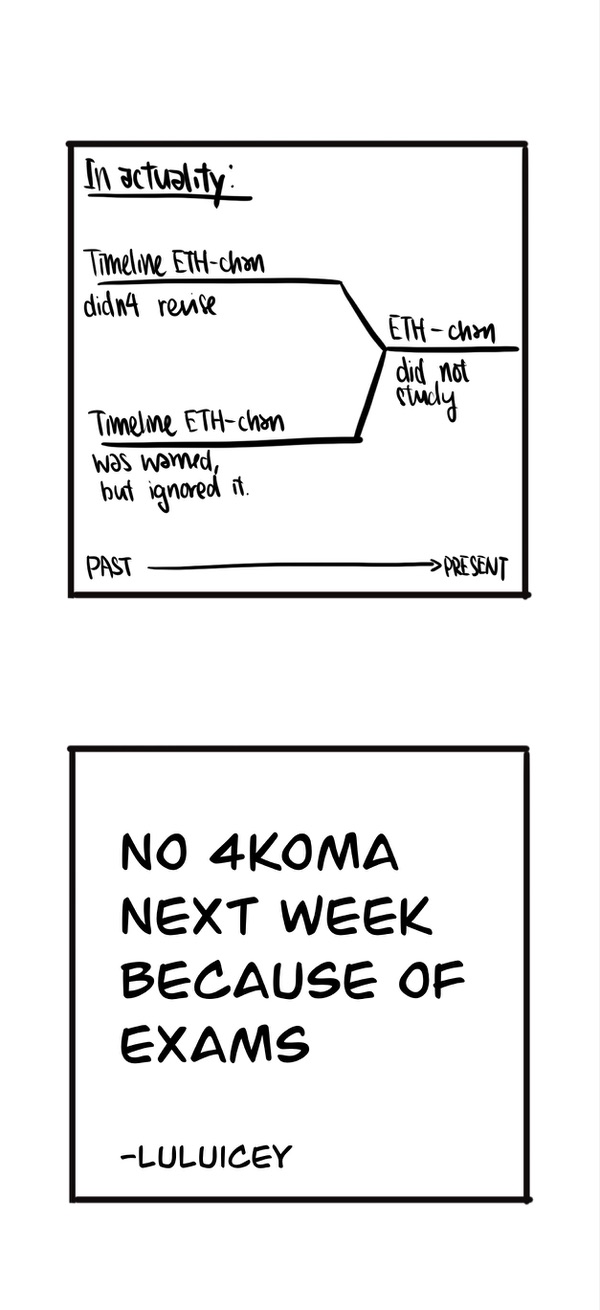 In actuality:
Timeline ETH-chan
didn4 revise
ETH-chan
did not
study
Timeline ETH-chan
was warned,
but ignored it.
PAST
PRESENT
NO 4KOMA
NEXT WEEK
BECAUSE OF
EXAMS
-LULUICEY